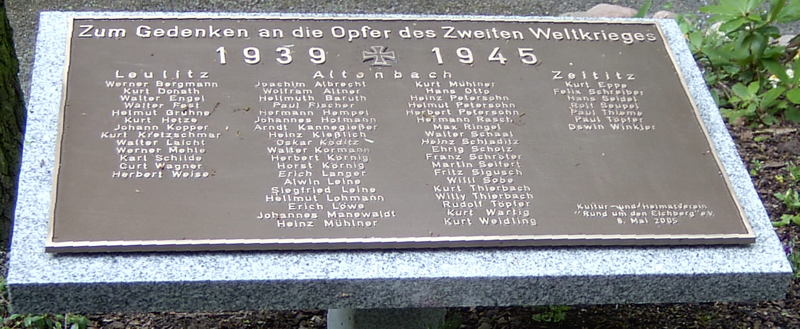 Zum Gedenken an die Opfer des Zweiten Weltkrieges
1939 1945
Leulitz
Werner Bergmann
Kurt Donath
Walter Engel
Walter Fest
Helmut Gruhne
Kurt Hetze
Johann Kopper
Kurt Kretzschmar
Walter Laicht
Werner Mehle
Karl Schilde
Curt Wagner
Herbert Weise
Altenbach
Joachim Albrecht
Wolfram Altner
Hellmuth Baruth
Paul Fischer
Hermann Hempel
Johannes Hofmann
Arndt Kannegießer
Heinz Kießlich
Oskar Köditz
Walter Kormann
Herbert Körnig
Horst Körnig
Erich Langer
Alwin Leine
Siegfried Leine
Hellmut Lohmann
Erich Löwe
Johannes Manewaldt
Heinz Mühlner
Kurt Mühlner
Hans Otto
Heinz Petersohn
Helmut Petersohn
Herbert Petersohn
Hermann Rasch
Max Ringel
Walter Schaal
Heinz Schladitz
Ehrig Scholz
Franz Schröter
Martin Seifert
Fritz Sigusch
Willi Sobe
Kurt Thierbach
Willy Thierbach
Rudolf Töpfer
Kurt Wartig
Kurt Weidling
Zeititz
Kurt Eppe
Felix Schreiber
Hans Seidel
Rolf Seupel
Paul Thieme
Paul Töpfer
Oswin Winkler
Kultur- und Heimatverein
"Rund um den Eichberg" e.V.
8. Mai 2005